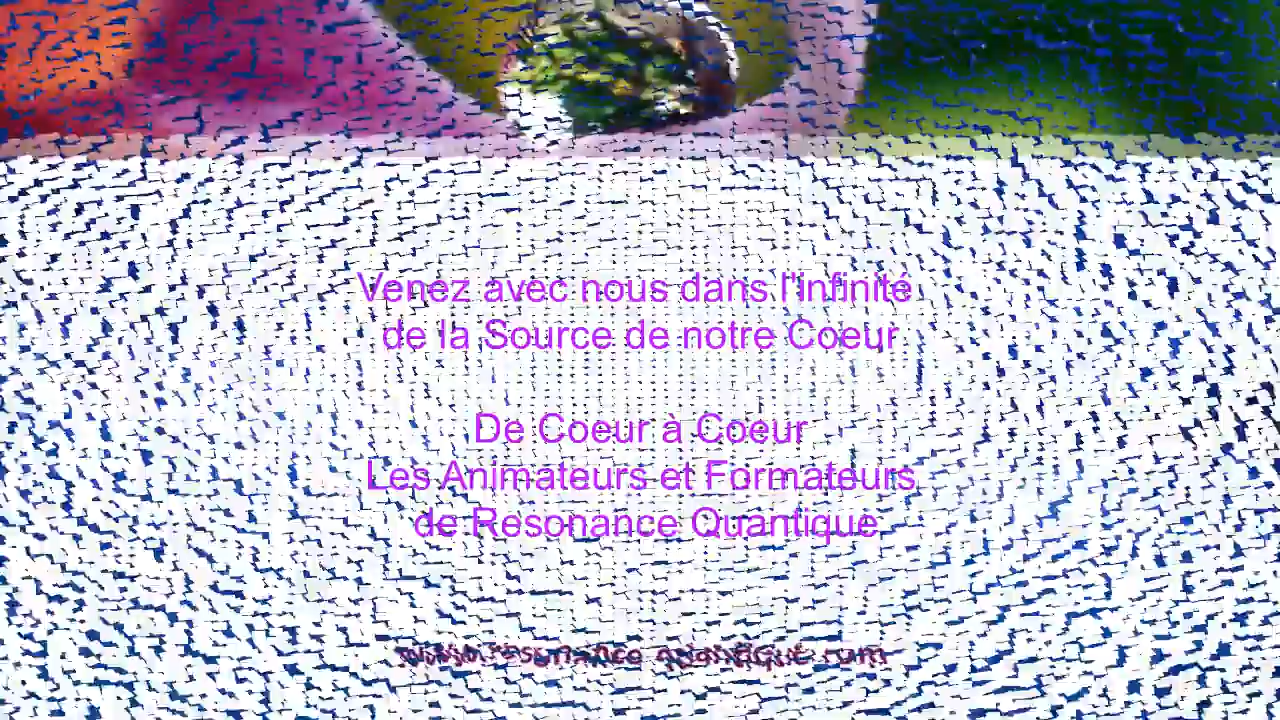 Venez avec nous dans l'infinité
de la Source de notre Coeur
De Coeur à Coeur
Les Animateurs et Formateurs
de Resonance Quantique